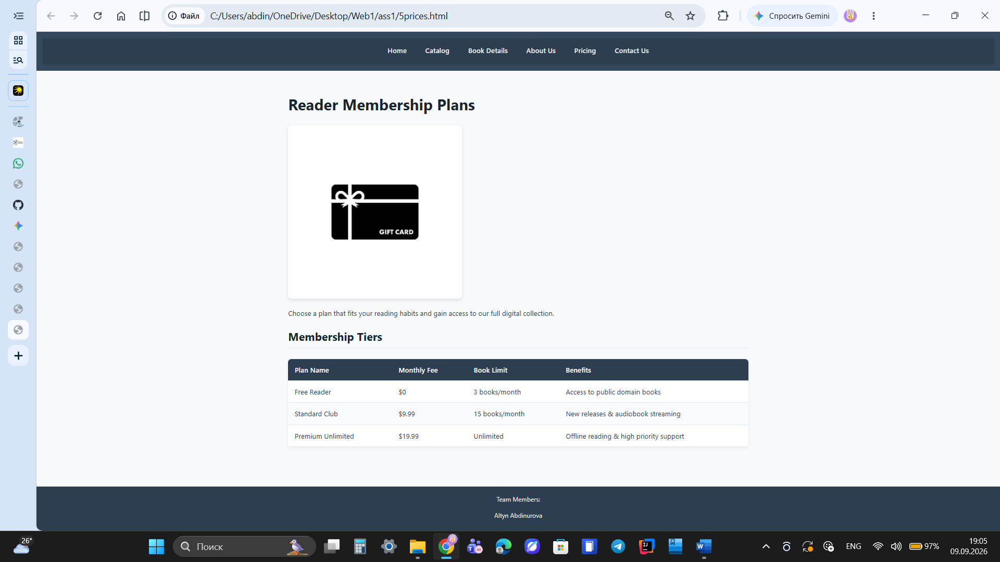 Файл
C:/Users/abdin/OneDrive/Desktop/Web1/ass1/5prices.html
Спросить Gemini
Home Catalog Book Details About Us Pricing Contact Us
Reader Membership Plans
GIFT CARD
Choose a plan that fits your reading habits and gain access to our full digital collection.
Membership Tiers
Plan Name Monthly Fee Book Limit Benefits
Free Reader $0 3 books/month Access to public domain books
Standard Club $9.99 15 books/month New releases & audiobook streaming
Premium Unlimited $19.99 Unlimited Offline reading & high priority support
Team Members:
Altyn Abdinurova
26°
Поиск
ENG
97%
19:05
09.09.2026